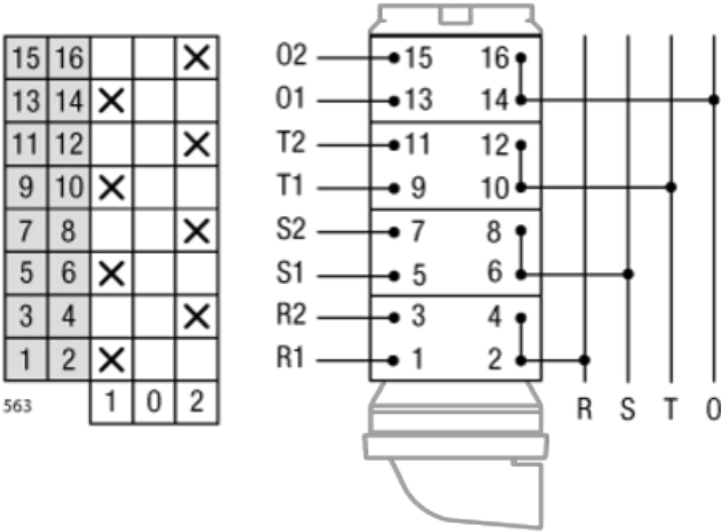 15 16 X
13 14 X
11 12 X
9 10 X
7 8 X
5 6 X
3 4 X
1 2 X
563 1 0 2
O2 15 16
O1 13 14
T2 11 12
T1 9 10
S2 7 8
S1 5 6
R2 3 4
R1 1 2
R S T O